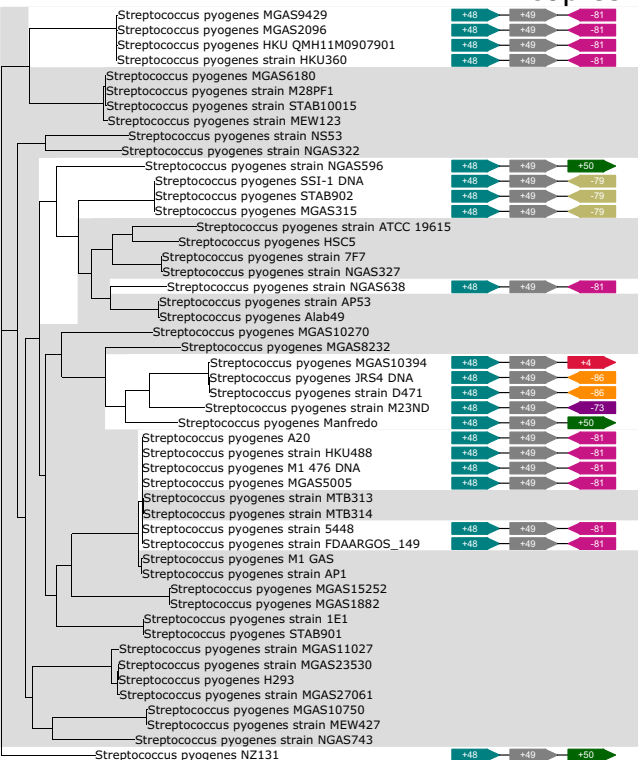 Streptococcus pyogenes MGAS9429 +48 +49 -81
Streptococcus pyogenes MGAS2096 +48 +49 -81
Streptococcus pyogenes HKU QMH11M0907901 +48 +49 -81
Streptococcus pyogenes strain HKU360 +48 +49 -81
Streptococcus pyogenes MGAS6180
Streptococcus pyogenes strain M28PF1
Streptococcus pyogenes strain STAB10015
Streptococcus pyogenes strain MEW123
Streptococcus pyogenes strain NS53
Streptococcus pyogenes strain NGAS322
Streptococcus pyogenes strain NGAS596 +48 +49 +50
Streptococcus pyogenes SSI-1 DNA +48 +49 -79
Streptococcus pyogenes STAB902 +48 +49 -79
Streptococcus pyogenes MGAS315 +48 +49 -79
Streptococcus pyogenes strain ATCC 19615
Streptococcus pyogenes HSC5
Streptococcus pyogenes strain 7F7
Streptococcus pyogenes strain NGAS327
Streptococcus pyogenes strain NGAS638 +48 +49 -81
Streptococcus pyogenes strain AP53
Streptococcus pyogenes Alab49
Streptococcus pyogenes MGAS10270
Streptococcus pyogenes MGAS8232
Streptococcus pyogenes MGAS10394 +48 +49 +4
Streptococcus pyogenes JRS4 DNA +48 +49 -86
Streptococcus pyogenes strain D471 +48 +49 -86
Streptococcus pyogenes strain M23ND +48 +49 -73
Streptococcus pyogenes Manfredo +48 +49 +50
Streptococcus pyogenes A20 +48 +49 -81
Streptococcus pyogenes strain HKU488 +48 +49 -81
Streptococcus pyogenes M1 476 DNA +48 +49 -81
Streptococcus pyogenes MGAS5005 +48 +49 -81
Streptococcus pyogenes strain MTB313
Streptococcus pyogenes strain MTB314
Streptococcus pyogenes strain 5448 +48 +49 -81
Streptococcus pyogenes strain FDAARGOS_149 +48 +49 -81
Streptococcus pyogenes M1 GAS
Streptococcus pyogenes strain AP1
Streptococcus pyogenes MGAS15252
Streptococcus pyogenes MGAS1882
Streptococcus pyogenes strain 1E1
Streptococcus pyogenes STAB901
Streptococcus pyogenes strain MGAS11027
Streptococcus pyogenes strain MGAS23530
Streptococcus pyogenes H293
Streptococcus pyogenes strain MGAS27061
Streptococcus pyogenes MGAS10750
Streptococcus pyogenes strain MEW427
Streptococcus pyogenes strain NGAS743
Streptococcus pyogenes NZ131 +48 +49 +50